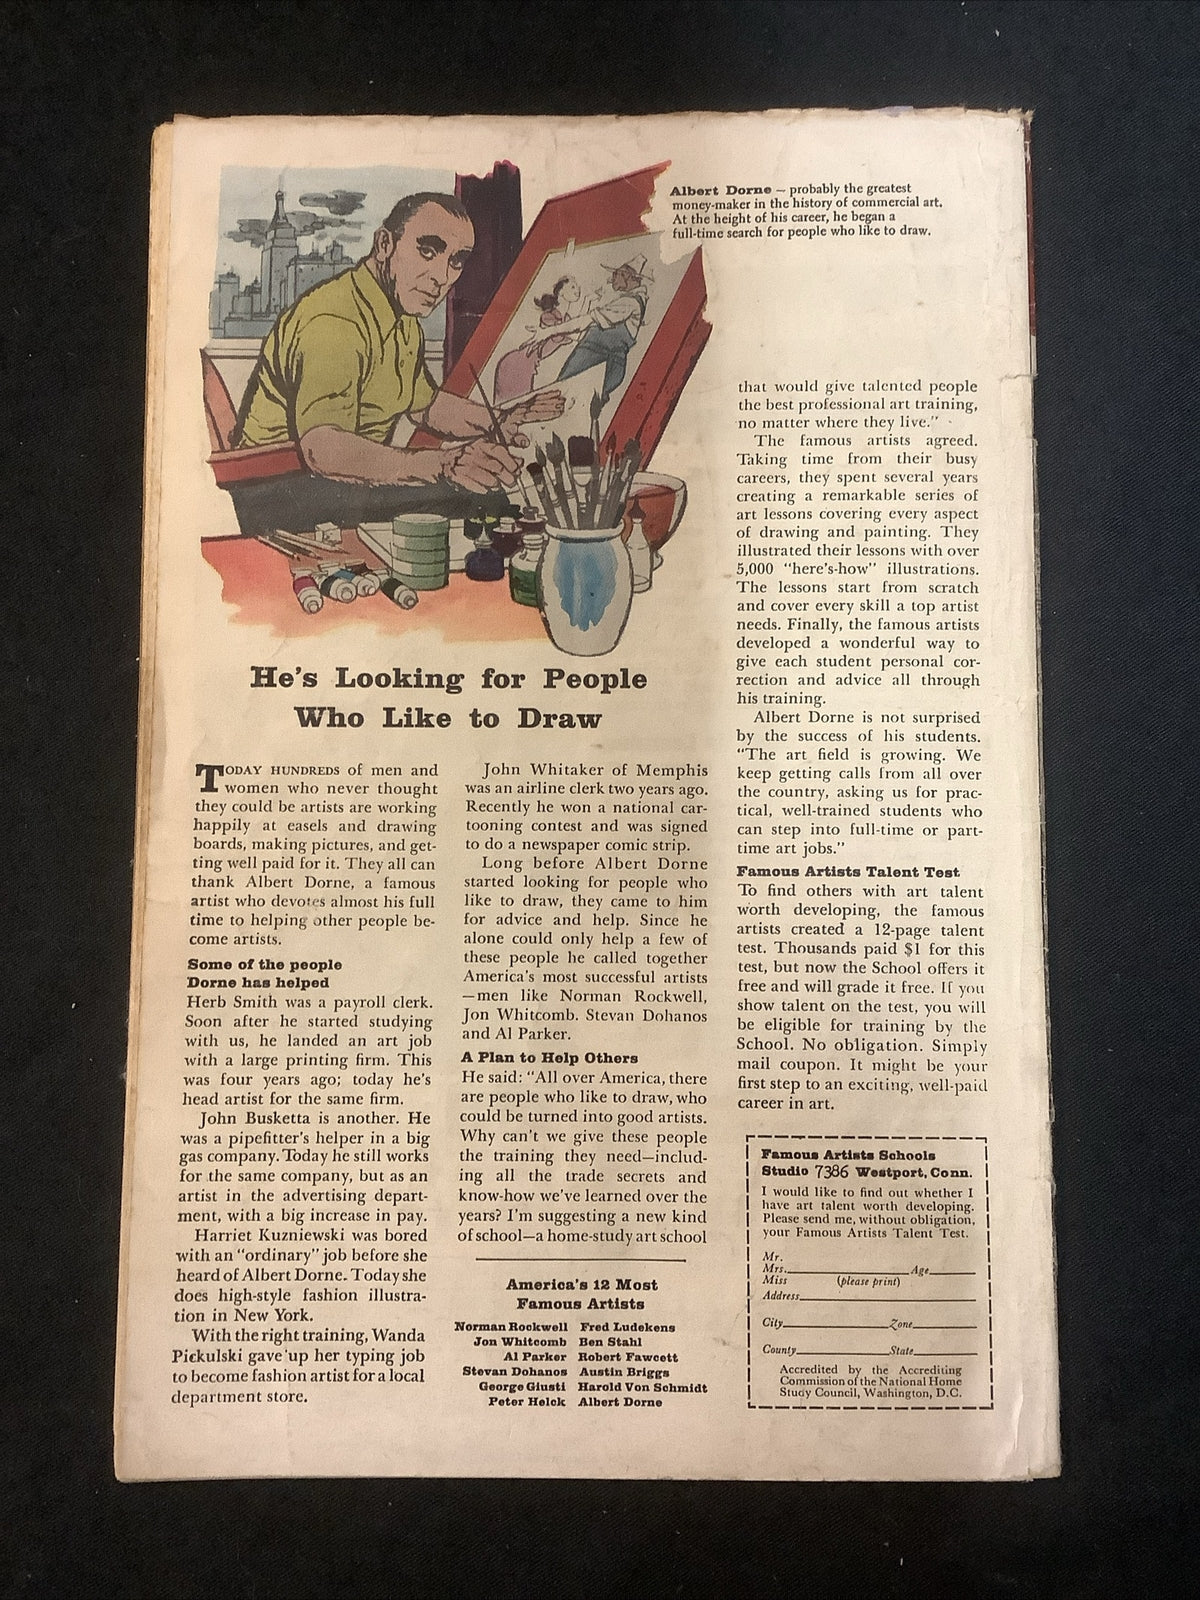 Albert Dorne – probably the greatest
money-maker in the history of commercial art.
At the height of his career, he began a
full-time search for people who like to draw.
He's Looking for People
Who Like to Draw
TODAY HUNDREDS of men and
women who never thought
they could be artists are working
happily at easels and drawing
boards, making pictures, and get-
ting well paid for it. They all can
thank Albert Dorne, a famous
artist who devotes almost his full
time to helping other people be-
come artists.
Some of the people
Dorne has helped
Herb Smith was a payroll clerk.
Soon after he started studying
with us, he landed an art job
with a large printing firm. This
was four years ago; today he's
head artist for the same firm.
John Busketta is another. He
was a pipefitter's helper in a big
gas company. Today he still works
for the same company, but as an
artist in the advertising depart-
ment, with a big increase in pay.
Harriet Kuzniewski was bored
with an "ordinary" job before she
heard of Albert Dorne. Today she
does high-style fashion illustra-
tion in New York.
With the right training, Wanda
Pickulski gave up her typing job
to become fashion artist for a local
department store.
John Whitaker of Memphis
was an airline clerk two years ago.
Recently he won a national car-
tooning contest and was signed
to do a newspaper comic strip.
Long before Albert Dorne
started looking for people who
like to draw, they came to him
for advice and help. Since he
alone could only help a few of
these people he called together
America's most successful artists
—men like Norman Rockwell,
Jon Whitcomb. Stevan Dohanos
and Al Parker.
A Plan to Help Others
He said: "All over America, there
are people who like to draw, who
could be turned into good artists.
Why can't we give these people
the training they need—includ-
ing all the trade secrets and
know-how we've learned over the
years? I'm suggesting a new kind
of school—a home-study art school
America's 12 Most
Famous Artists
Norman Rockwell Fred Ludekens
Jon Whitcomb Ben Stahl
Al Parker Robert Fawcett
Stevan Dohanos Austin Briggs
George Giusti Harold Von Schmidt
Peter Helck Albert Dorne
that would give talented people
the best professional art training,
no matter where they live."
The famous artists agreed.
Taking time from their busy
careers, they spent several years
creating a remarkable series of
art lessons covering every aspect
of drawing and painting. They
illustrated their lessons with over
5,000 "here's-how" illustrations.
The lessons start from scratch
and cover every skill a top artist
needs. Finally, the famous artists
developed a wonderful way to
give each student personal cor-
rection and advice all through
his training.
Albert Dorne is not surprised
by the success of his students.
"The art field is growing. We
keep getting calls from all over
the country, asking us for prac-
tical, well-trained students who
can step into full-time or part-
time art jobs."
Famous Artists Talent Test
To find others with art talent
worth developing, the famous
artists created a 12-page talent
test. Thousands paid $1 for this
test, but now the School offers it
free and will grade it free. If you
show talent on the test, you will
be eligible for training by the
School. No obligation. Simply
mail coupon. It might be your
first step to an exciting, well-paid
career in art.
Famous Artists Schools
Studio 7386 Westport, Conn.
I would like to find out whether I
have art talent worth developing.
Please send me, without obligation,
your Famous Artists Talent Test.
Mr.
Mrs. Age
Miss (please print)
Address
City Zone
County State
Accredited by the Accrediting
Commission of the National Home
Study Council, Washington, D.C.